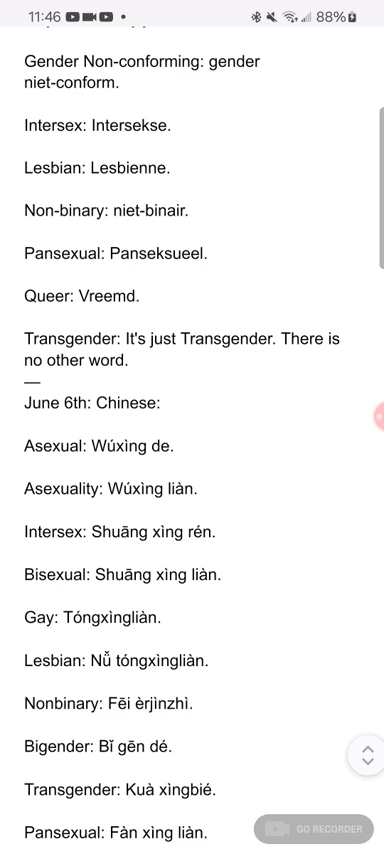 11:46
88%
Gender Non-conforming: gender
niet-conform.
Intersex: Intersekse.
Lesbian: Lesbienne.
Non-binary: niet-binair.
Pansexual: Panseksueel.
Queer: Vreemd.
Transgender: It's just Transgender. There is
no other word.
—
June 6th: Chinese:
Asexual: Wúxìng de.
Asexuality: Wúxìng liàn.
Intersex: Shuāng xìng rén.
Bisexual: Shuāng xìng liàn.
Gay: Tóngxìngliàn.
Lesbian: Nǚ tóngxìngliàn.
Nonbinary: Fēi èrjìnzhì.
Bigender: Bǐ gēn dé.
Transgender: Kuà xìngbié.
Pansexual: Fàn xìng liàn.
GO RECORDER